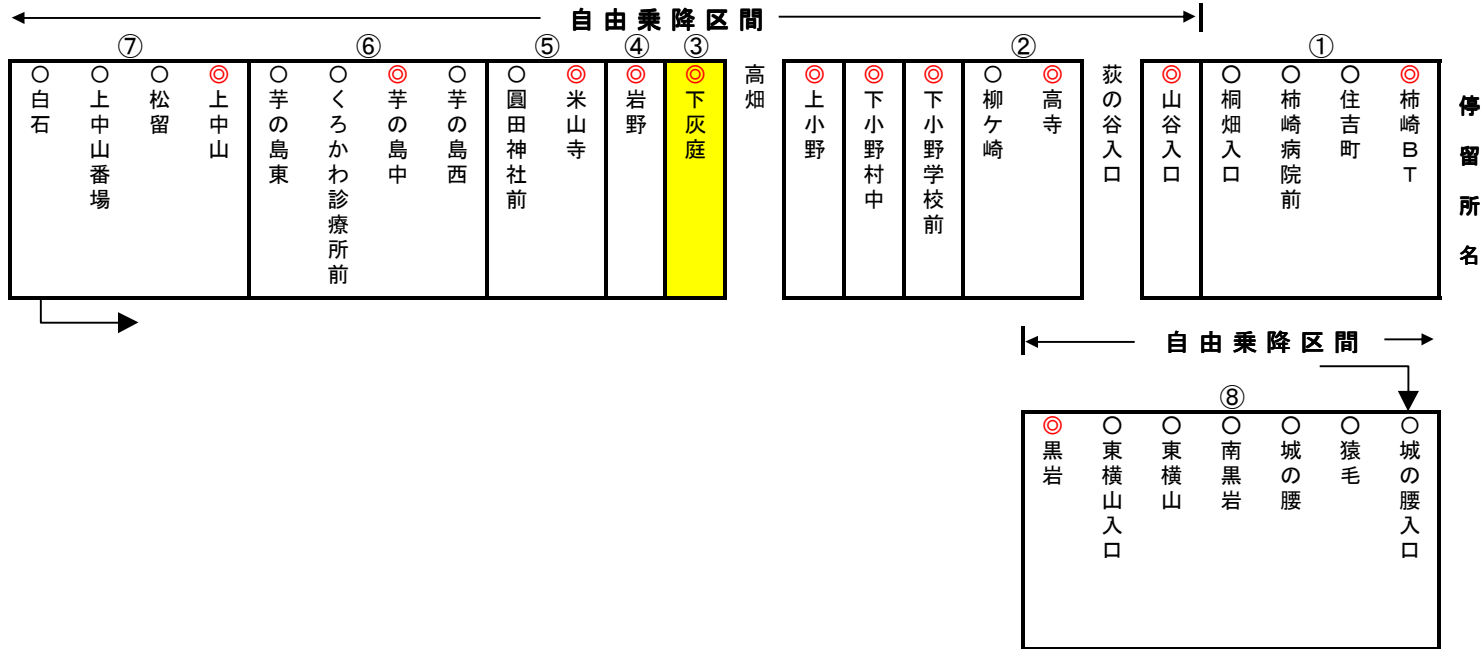 自由乗降区間
⑦ ⑥ ⑤ ④ ③ ② ①
停留所名
◎柿崎BT
○住吉町
○柿崎病院前
○桐畑入口
◎山谷入口
荻の谷入口
◎高寺
○柳ケ崎
◎下小野学校前
◎下小野村中
◎上小野
高畑
◎下灰庭
◎岩野
◎米山寺
○圓田神社前
○芋の島西
◎芋の島中
○くろかわ診療所前
○芋の島東
◎上中山
○松留
○上中山番場
○白石
自由乗降区間
⑧
○城の腰入口
○猿毛
○城の腰
○南黒岩
○東横山
○東横山入口
◎黒岩